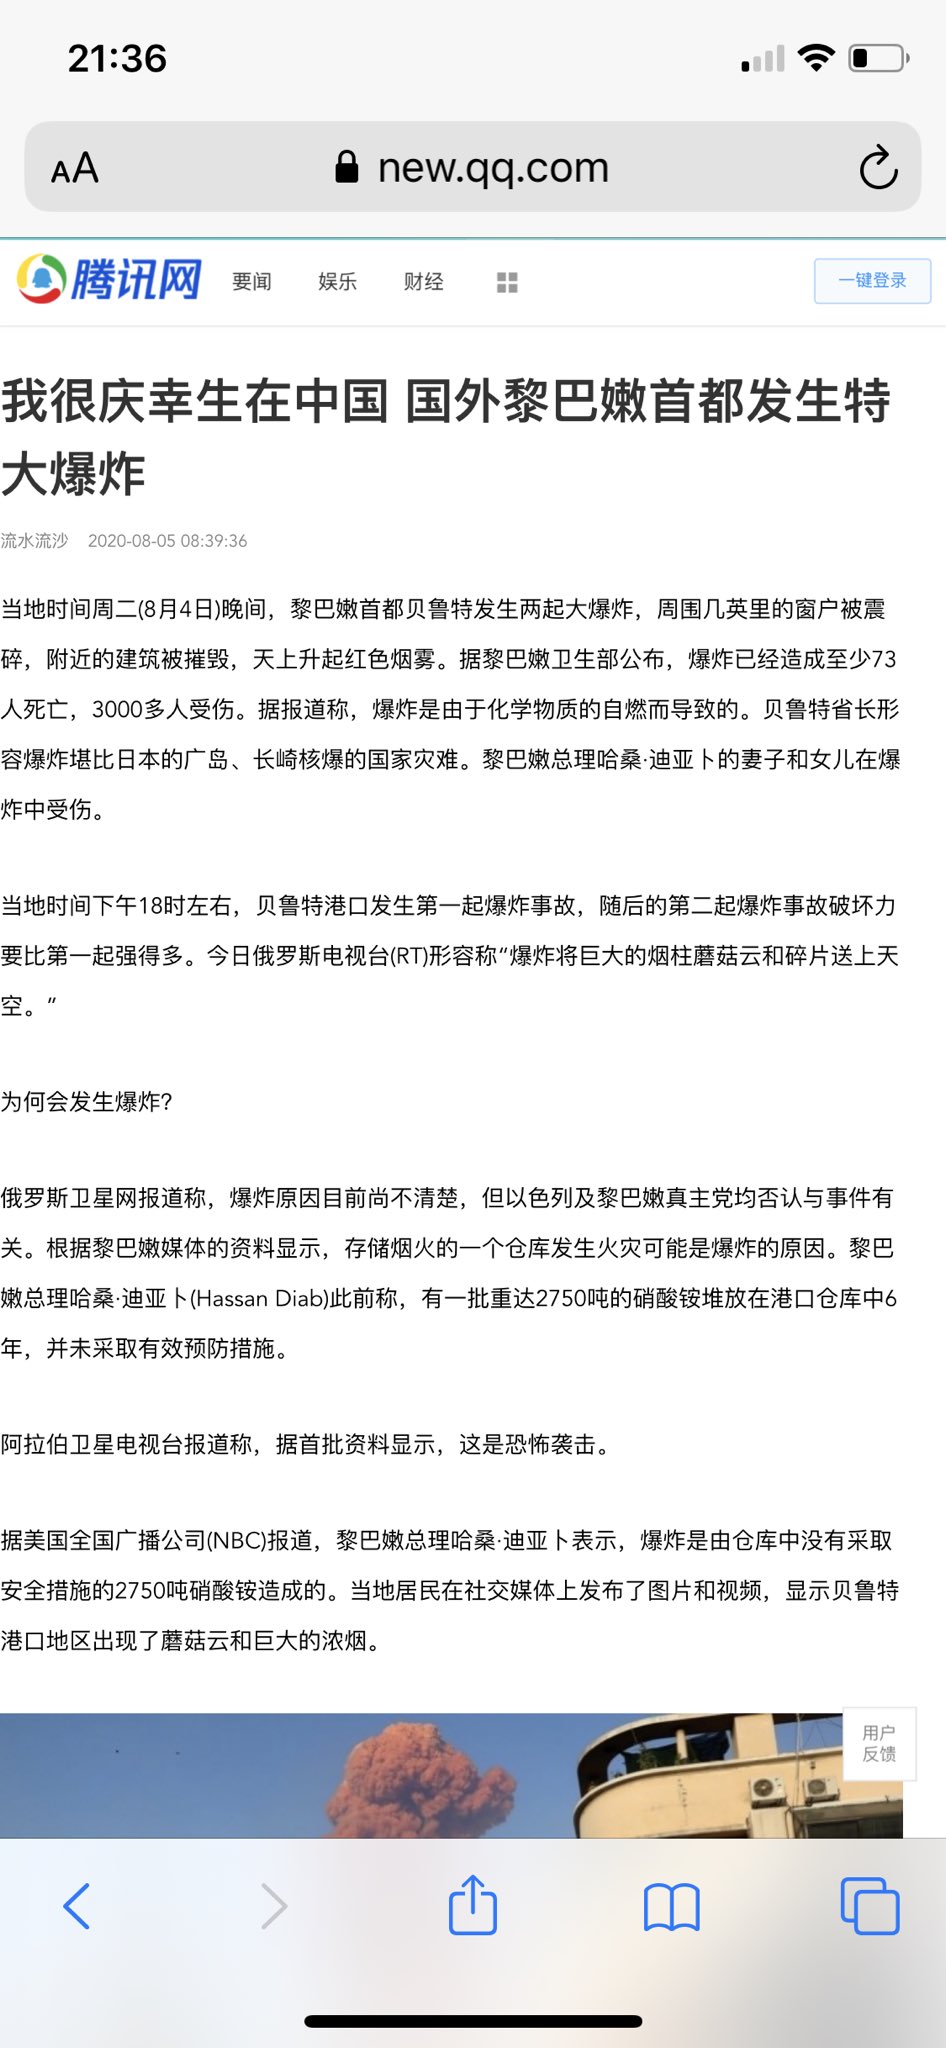 21:36
AA
new.qq.com
腾讯网 要闻 娱乐 财经 一键登录
我很庆幸生在中国 国外黎巴嫩首都发生特
大爆炸
流水流沙 2020-08-05 08:39:36
当地时间周二(8月4日)晚间，黎巴嫩首都贝鲁特发生两起大爆炸，周围几英里的窗户被震
碎，附近的建筑被摧毁，天上升起红色烟雾。据黎巴嫩卫生部公布，爆炸已经造成至少73
人死亡，3000多人受伤。据报道称，爆炸是由于化学物质的自燃而导致的。贝鲁特省长形
容爆炸堪比日本的广岛、长崎核爆的国家灾难。黎巴嫩总理哈桑·迪亚卜的妻子和女儿在爆
炸中受伤。
当地时间下午18时左右，贝鲁特港口发生第一起爆炸事故，随后的第二起爆炸事故破坏力
要比第一起强得多。今日俄罗斯电视台(RT)形容称“爆炸将巨大的烟柱蘑菇云和碎片送上天
空。”
为何会发生爆炸?
俄罗斯卫星网报道称，爆炸原因目前尚不清楚，但以色列及黎巴嫩真主党均否认与事件有
关。根据黎巴嫩媒体的资料显示，存储烟火的一个仓库发生火灾可能是爆炸的原因。黎巴
嫩总理哈桑·迪亚卜(Hassan Diab)此前称，有一批重达2750吨的硝酸铵堆放在港口仓库中6
年，并未采取有效预防措施。
阿拉伯卫星电视台报道称，据首批资料显示，这是恐怖袭击。
据美国全国广播公司(NBC)报道，黎巴嫩总理哈桑·迪亚卜表示，爆炸是由仓库中没有采取
安全措施的2750吨硝酸铵造成的。当地居民在社交媒体上发布了图片和视频，显示贝鲁特
港口地区出现了蘑菇云和巨大的浓烟。
用户
反馈